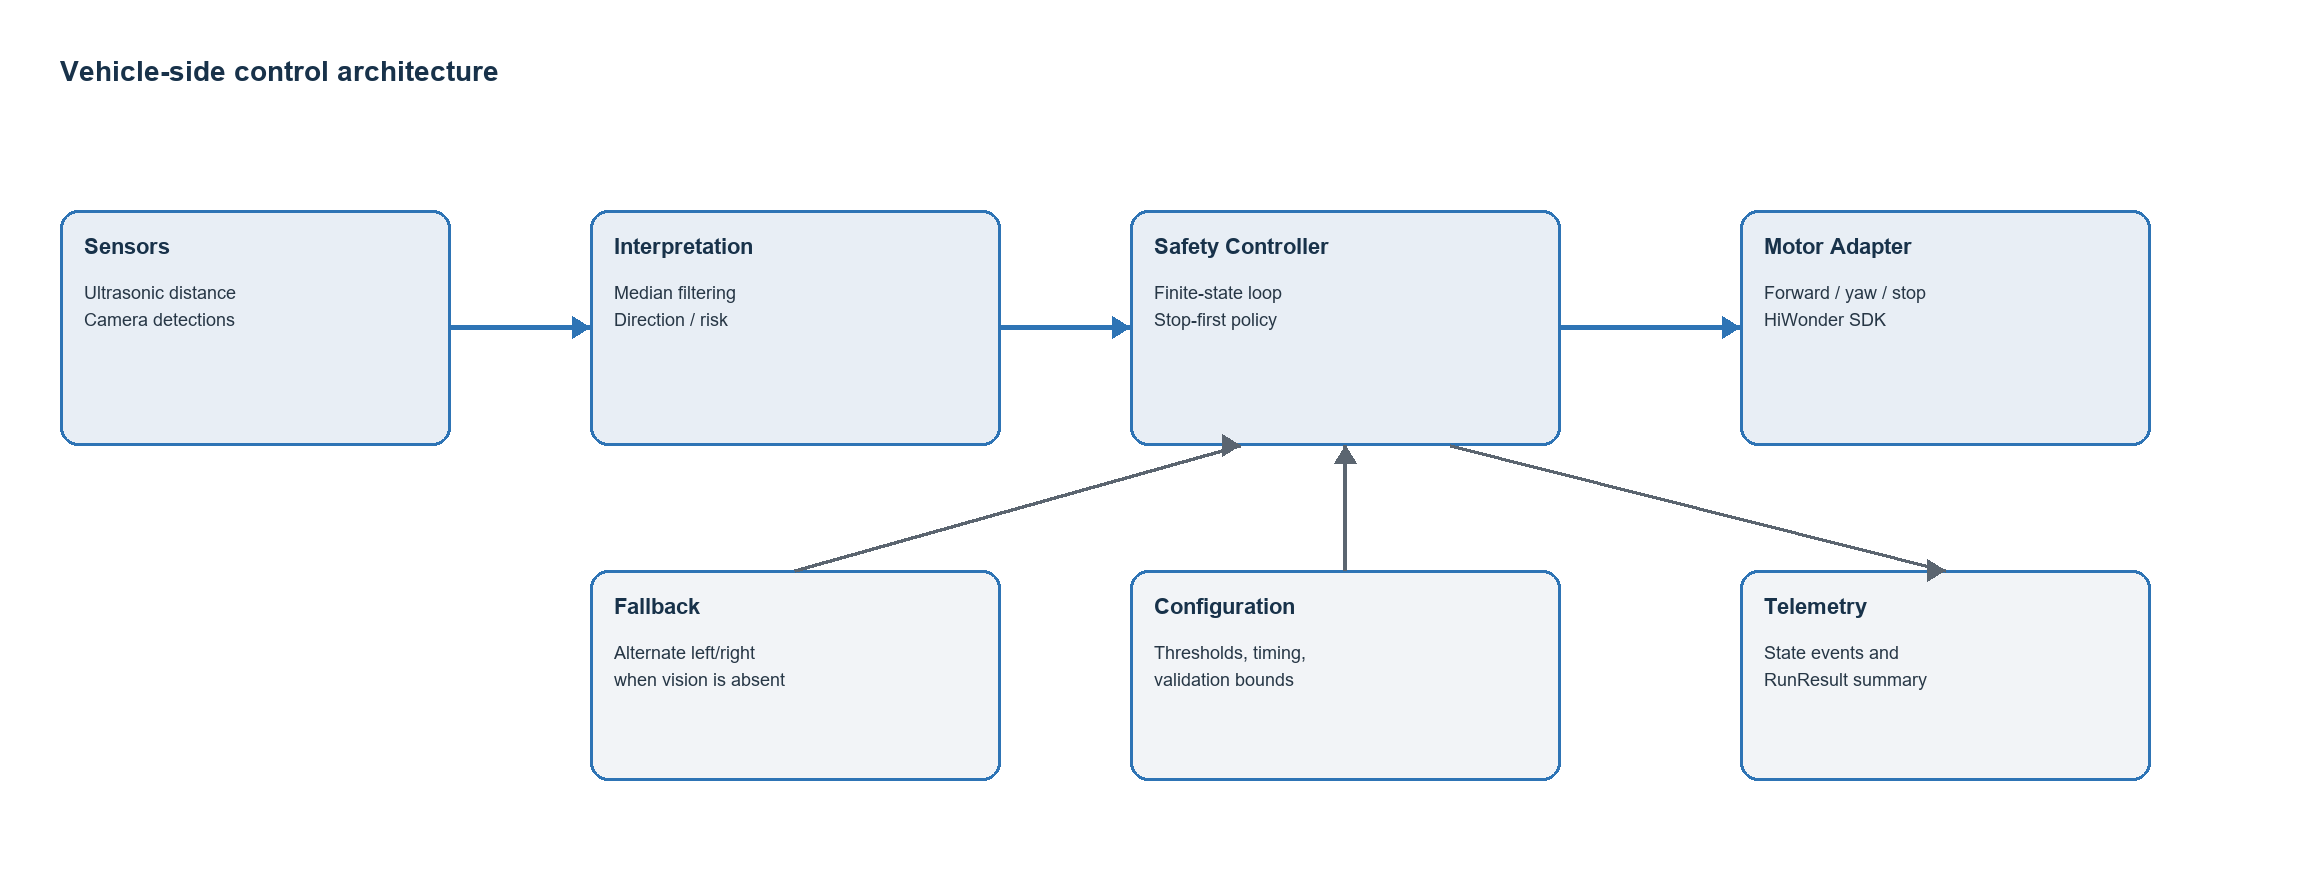 Vehicle-side control architecture
Sensors
Ultrasonic distance
Camera detections
Interpretation
Median filtering
Direction / risk
Safety Controller
Finite-state loop
Stop-first policy
Motor Adapter
Forward / yaw / stop
HiWonder SDK
Fallback
Alternate left/right
when vision is absent
Configuration
Thresholds, timing,
validation bounds
Telemetry
State events and
RunResult summary